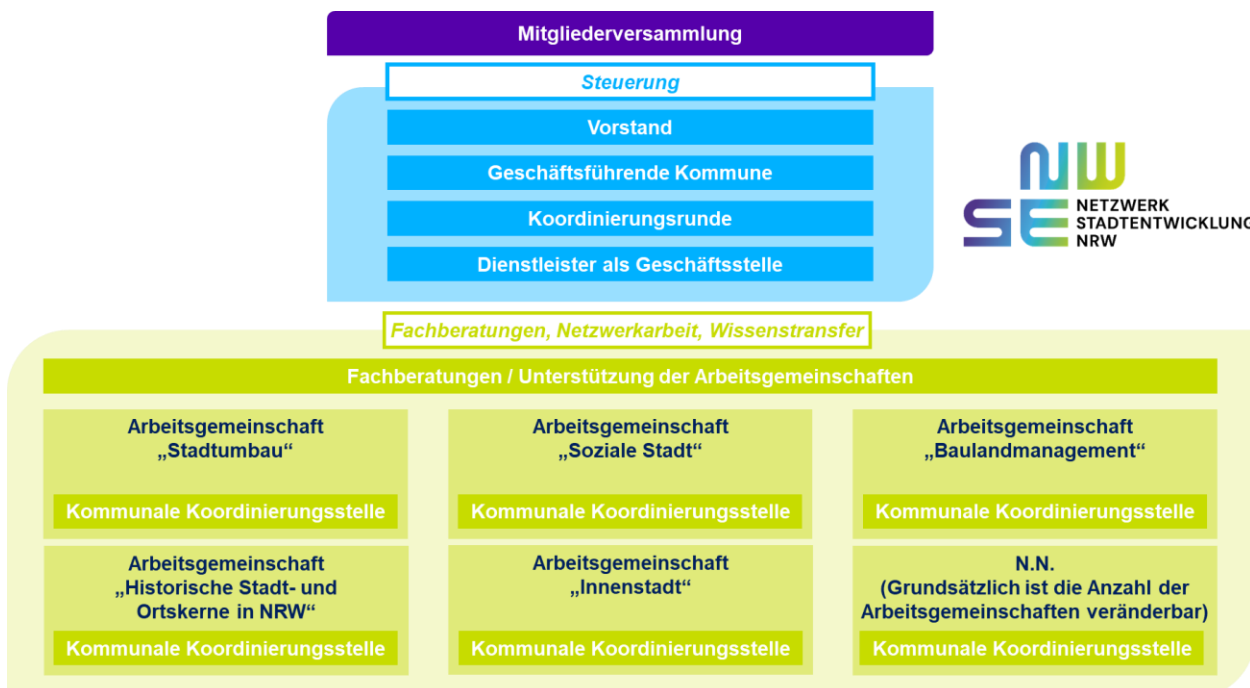 Mitgliederversammlung
Steuerung
Vorstand
Geschäftsführende Kommune
Koordinierungsrunde
Dienstleister als Geschäftsstelle
NW
SE
NETZWERK
STADTENTWICKLUNG
NRW
Fachberatungen, Netzwerkarbeit, Wissenstransfer
Fachberatungen / Unterstützung der Arbeitsgemeinschaften
Arbeitsgemeinschaft
„Stadtumbau“
Kommunale Koordinierungsstelle
Arbeitsgemeinschaft
„Soziale Stadt“
Kommunale Koordinierungsstelle
Arbeitsgemeinschaft
„Baulandmanagement“
Kommunale Koordinierungsstelle
Arbeitsgemeinschaft
„Historische Stadt- und
Ortskerne in NRW“
Kommunale Koordinierungsstelle
Arbeitsgemeinschaft
„Innenstadt“
Kommunale Koordinierungsstelle
N.N.
(Grundsätzlich ist die Anzahl der
Arbeitsgemeinschaften veränderbar)
Kommunale Koordinierungsstelle